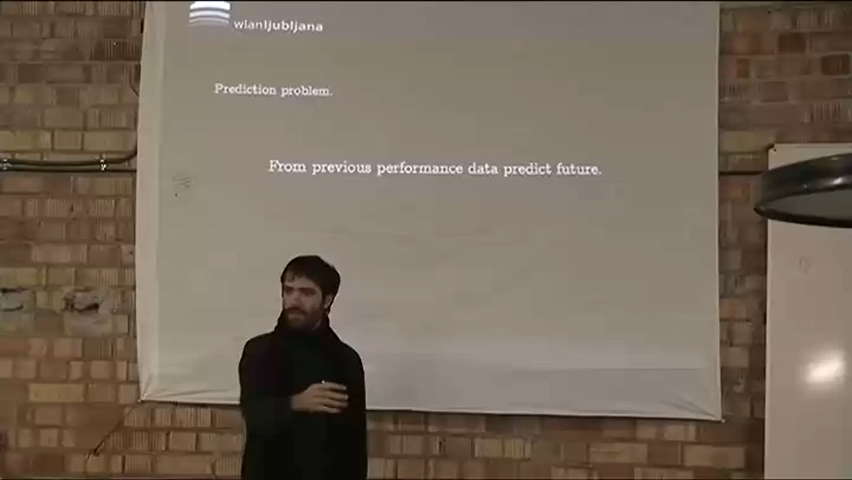 wlanljubljana
Prediction problem.
From previous performance data predict future.